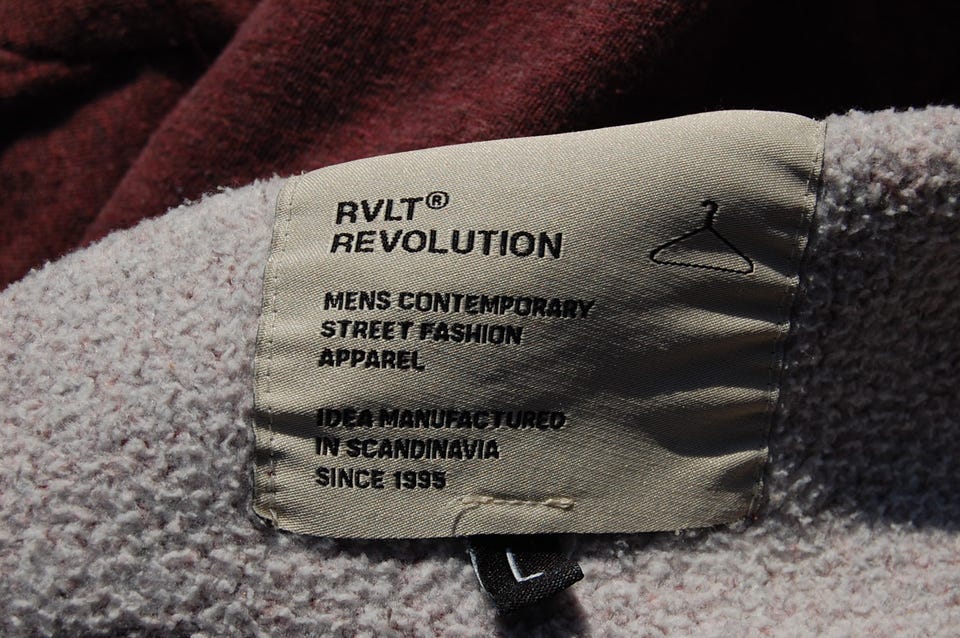 RVLT®
REVOLUTION
MENS CONTEMPORARY
STREET FASHION
APPAREL
IDEA MANUFACTURED
IN SCANDINAVIA
SINCE 1995
L